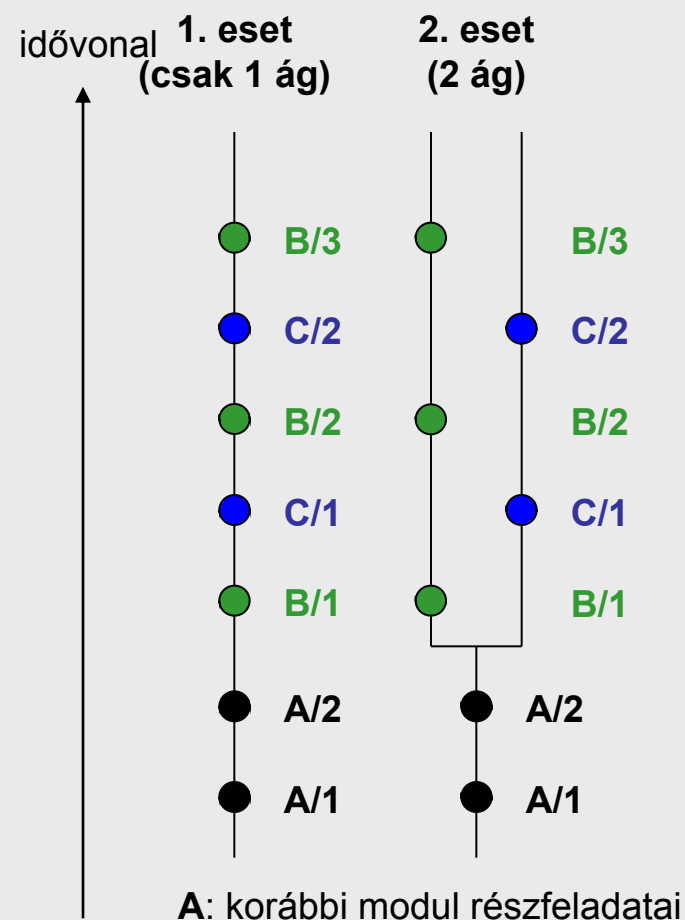 idővonal
1. eset
(csak 1 ág)
2. eset
(2 ág)
B/3 B/3
C/2 C/2
B/2 B/2
C/1 C/1
B/1 B/1
A/2 A/2
A/1 A/1
A: korábbi modul részfeladatai